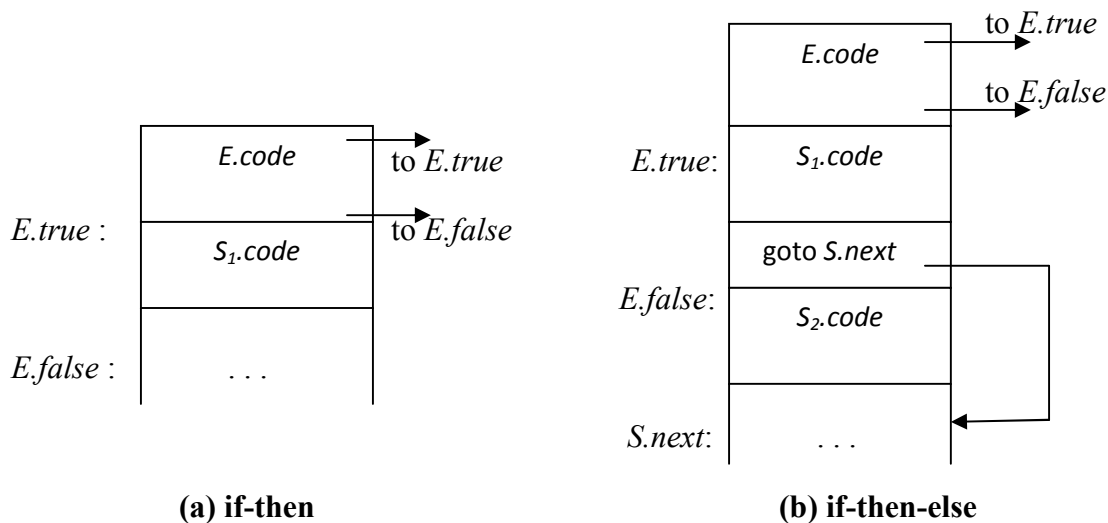 E.code
to E.true
to E.false
E.true :
S₁.code
E.false :
. . .
(a) if-then
to E.true
E.code
to E.false
E.true:
S₁.code
goto S.next
E.false:
S₂.code
S.next:
. . .
(b) if-then-else